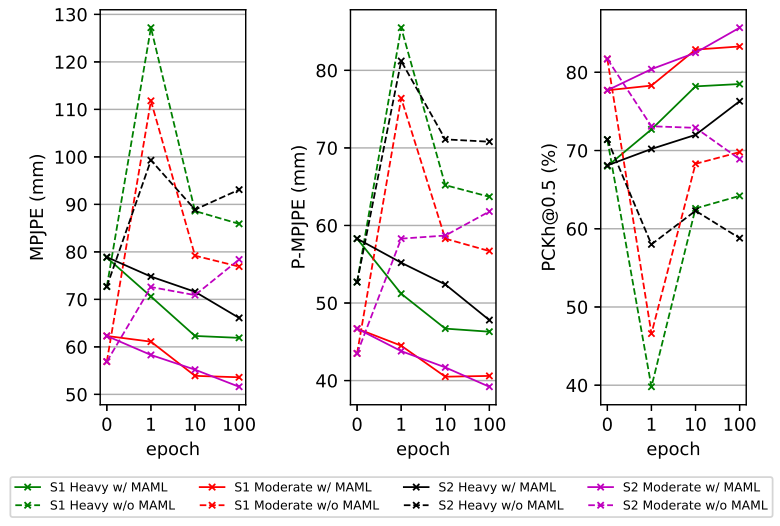 130
120
110
100
90
80
70
60
50
MPJPE (mm)
0 1 10 100
epoch
80
70
60
50
40
P-MPJPE (mm)
0 1 10 100
epoch
80
70
60
50
40
PCKh@0.5 (%)
0 1 10 100
epoch
S1 Heavy w/ MAML S1 Moderate w/ MAML S2 Heavy w/ MAML S2 Moderate w/ MAML
S1 Heavy w/o MAML S1 Moderate w/o MAML S2 Heavy w/o MAML S2 Moderate w/o MAML